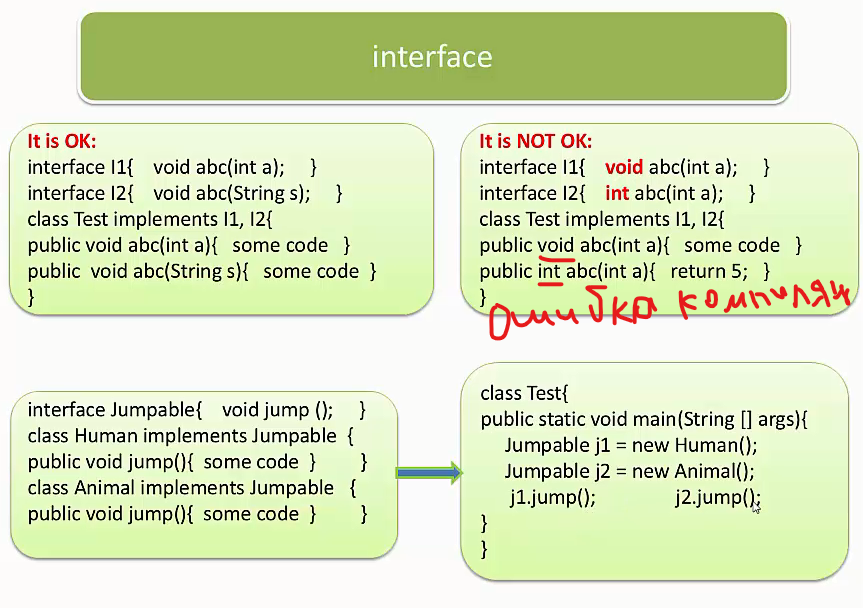 interface
It is OK:
interface I1{ void abc(int a); }
interface I2{ void abc(String s); }
class Test implements I1, I2{
public void abc(int a){ some code }
public void abc(String s){ some code }
}
It is NOT OK:
interface I1{ void abc(int a); }
interface I2{ int abc(int a); }
class Test implements I1, I2{
public void abc(int a){ some code }
public int abc(int a){ return 5; }
}
Ошибка
interface Jumpable{ void jump (); }
class Human implements Jumpable {
public void jump(){ some code } }
class Animal implements Jumpable {
public void jump(){ some code } }
class Test{
public static void main(String [] args){
Jumpable j1 = new Human();
Jumpable j2 = new Animal();
j1.jump(); j2.jump();
}
}